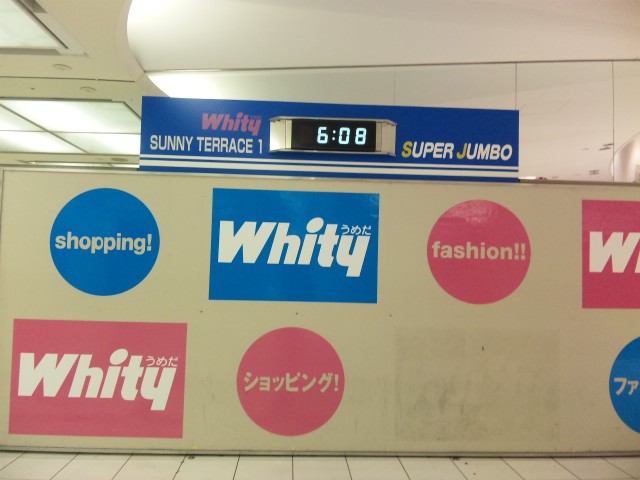 Whity
SUNNY TERRACE 1
6:08
SUPER JUMBO
shopping!
Whity うめだ
fashion!!
Whity うめだ
ショッピング!